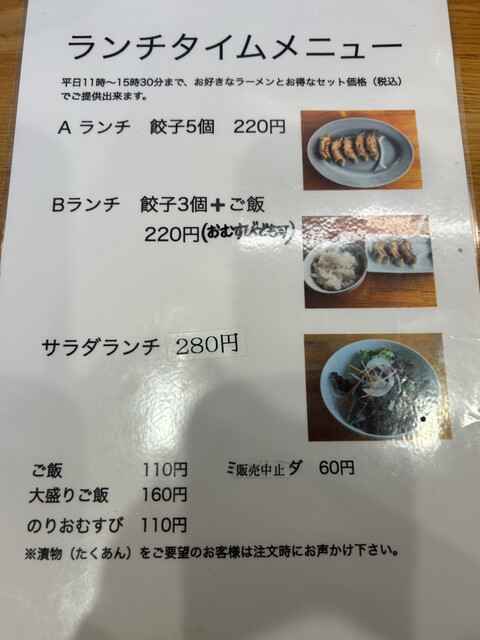 ランチタイムメニュー
平日11時〜15時30分まで、お好きなラーメンとお得なセット価格（税込）
でご提供出来ます。
A ランチ 餃子5個 220円
Bランチ 餃子3個＋ご飯
220円(おむすびでも可)
サラダランチ 280円
ご飯 110円 ミ販売中止ダ 60円
大盛りご飯 160円
のりおむすび 110円
※漬物（たくあん）をご要望のお客様は注文時にお声かけ下さい。